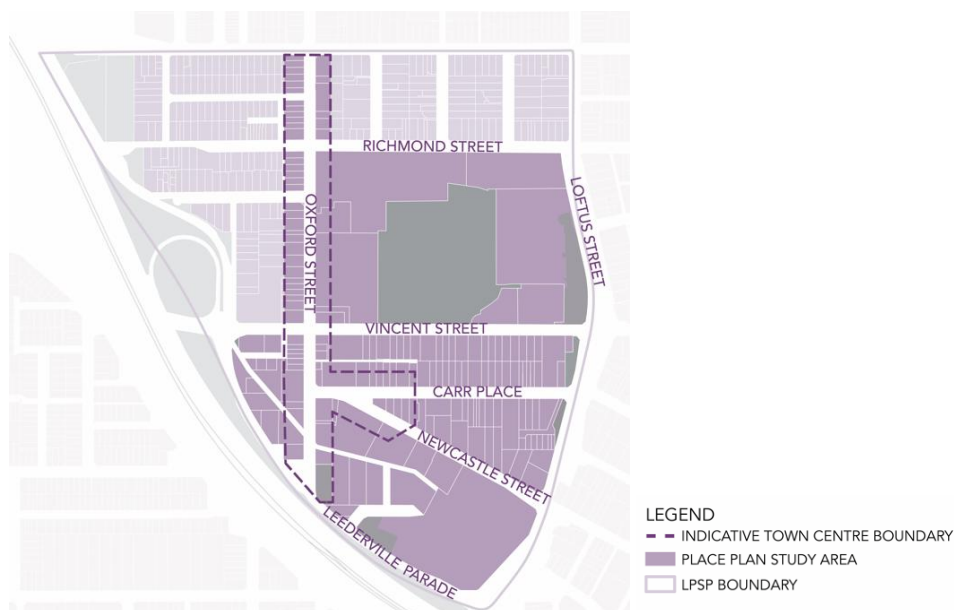 RICHMOND STREET
LOFTUS STREET
OXFORD STREET
VINCENT STREET
CARR PLACE
NEWCASTLE STREET
LEEDERVILLE PARADE
LEGEND
INDICATIVE TOWN CENTRE BOUNDARY
PLACE PLAN STUDY AREA
LPSP BOUNDARY